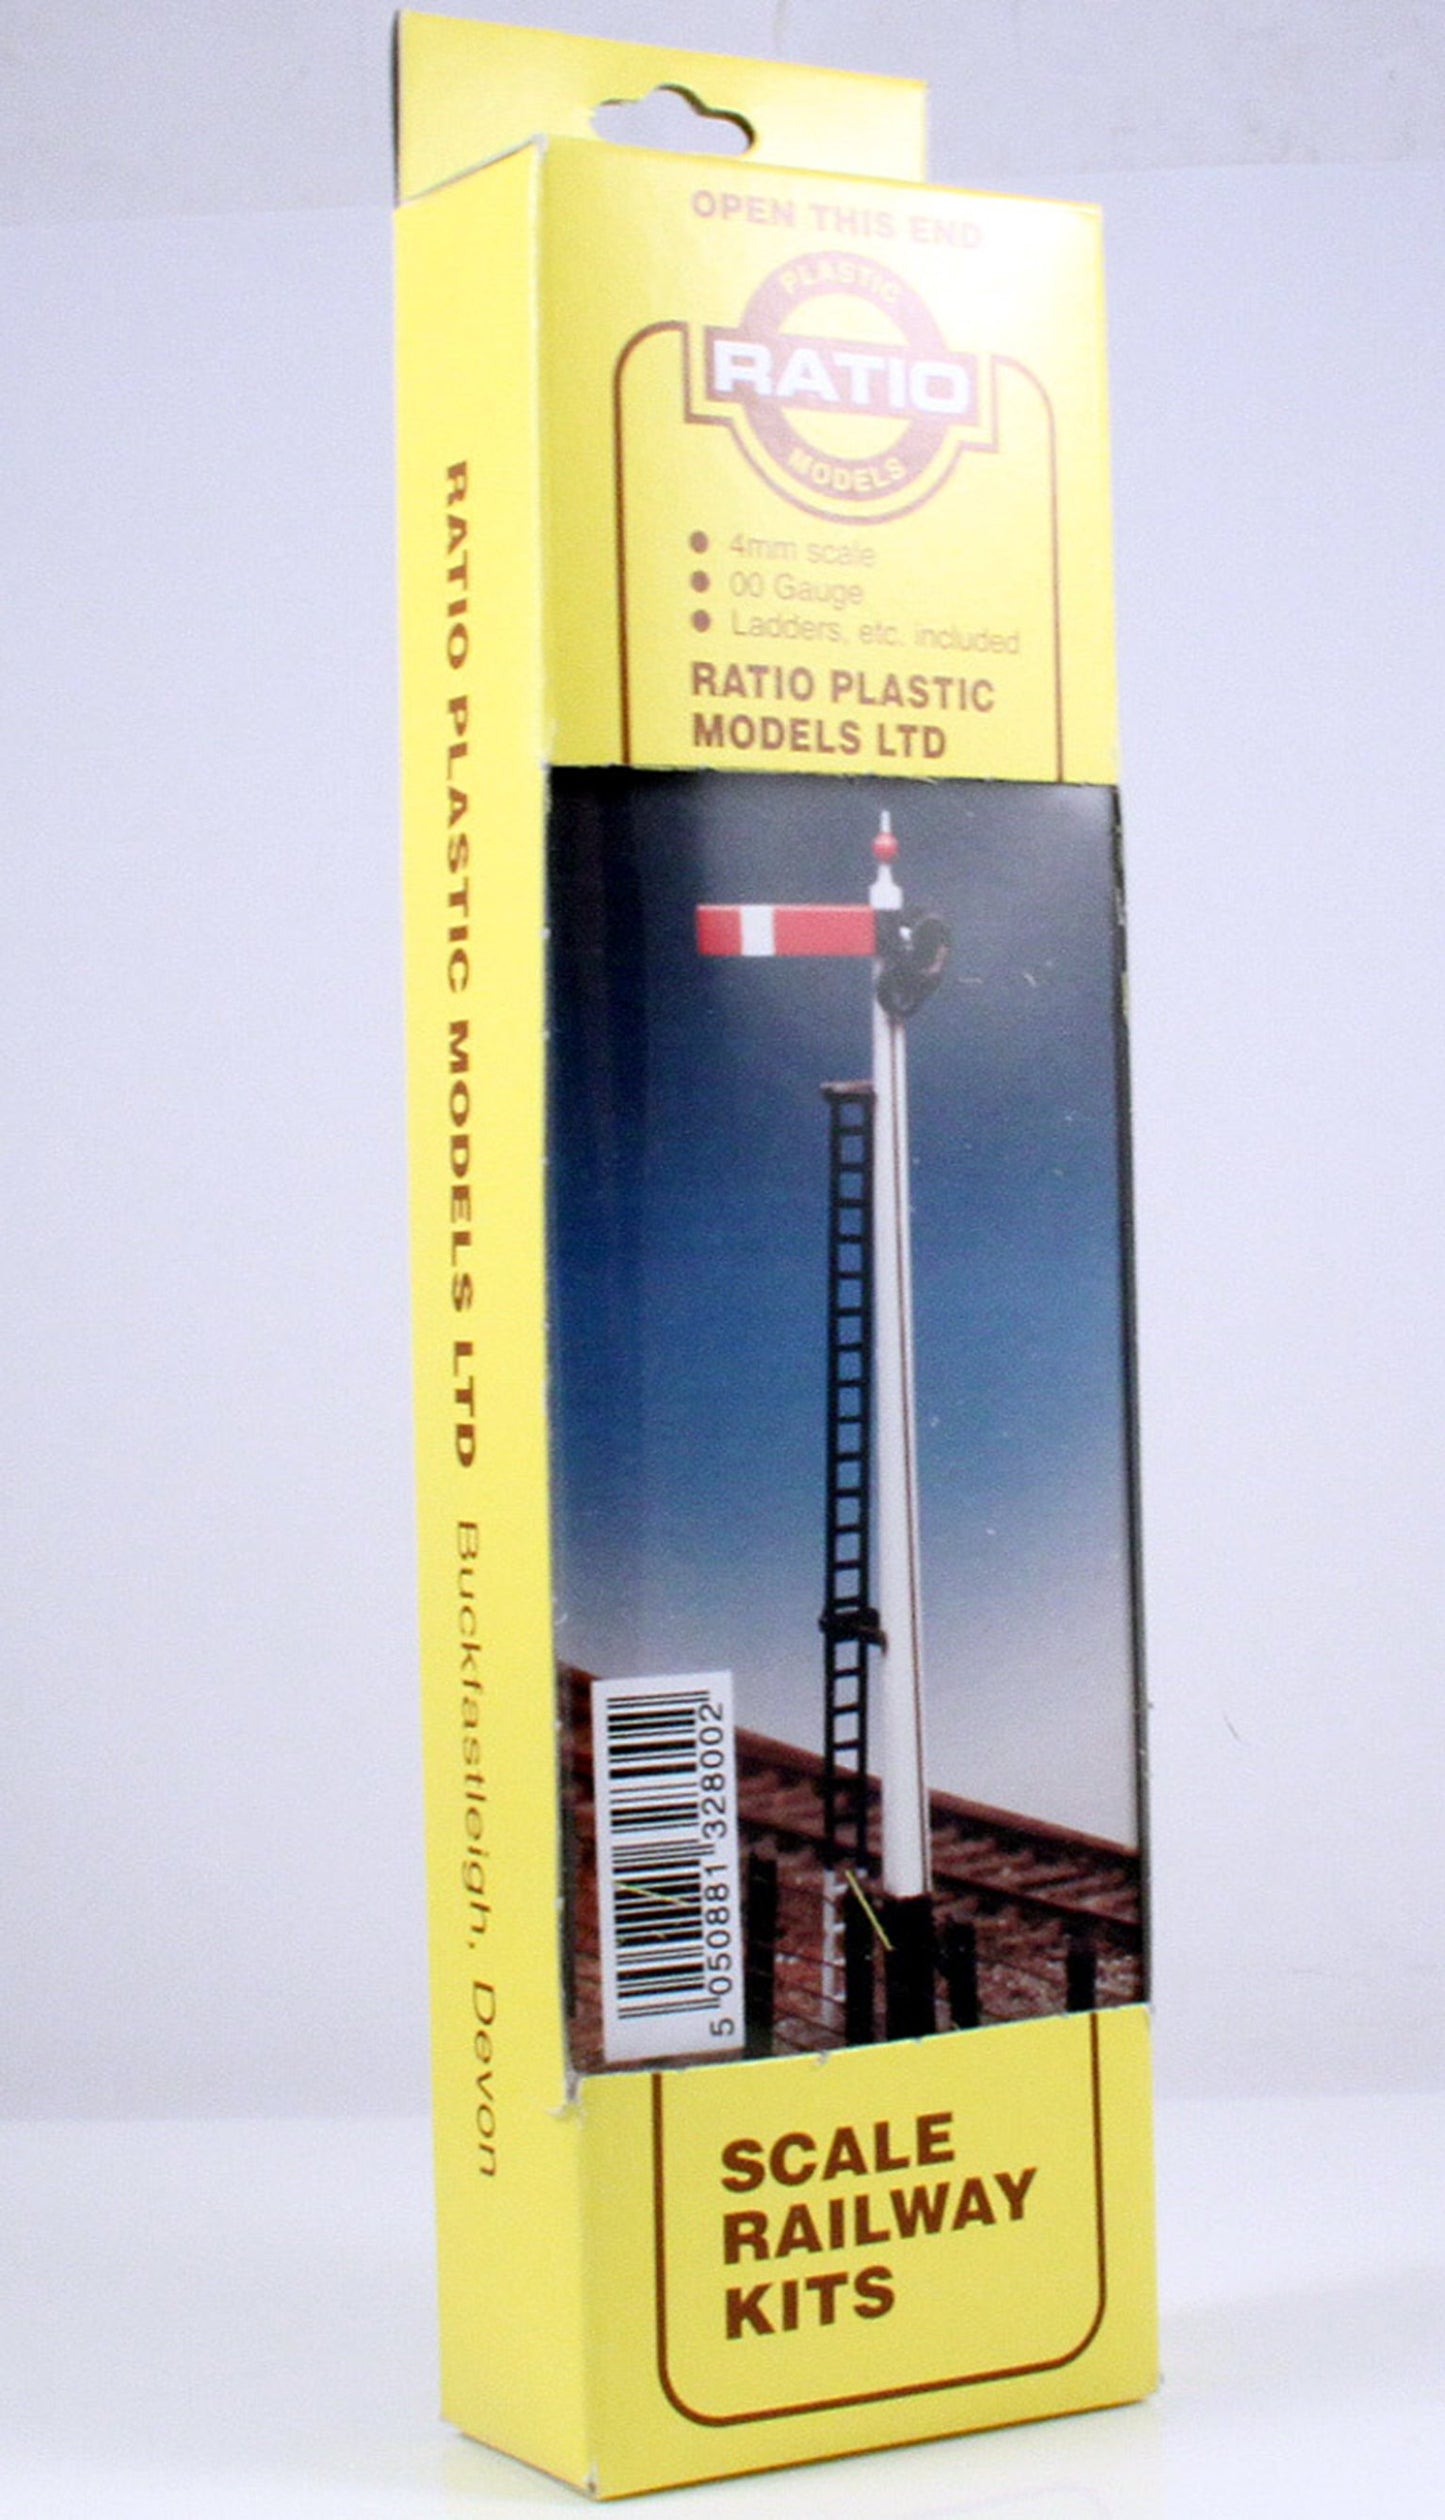 OPEN THIS END
PLASTIC
RATIO
MODELS
4mm scale
00 Gauge
Ladders, etc. included
RATIO PLASTIC
MODELS LTD
5 050881 328002
SCALE
RAILWAY
KITS
RATIO PLASTIC MODELS LTD Buckfastleigh, Devon